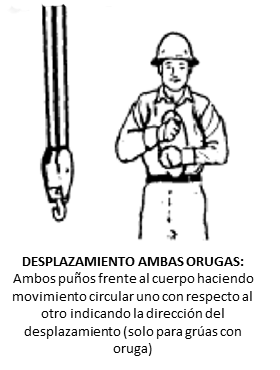 DESPLAZAMIENTO AMBAS ORUGAS:
Ambos puños frente al cuerpo haciendo
movimiento circular uno con respecto al
otro indicando la dirección del
desplazamiento (solo para grúas con
oruga)